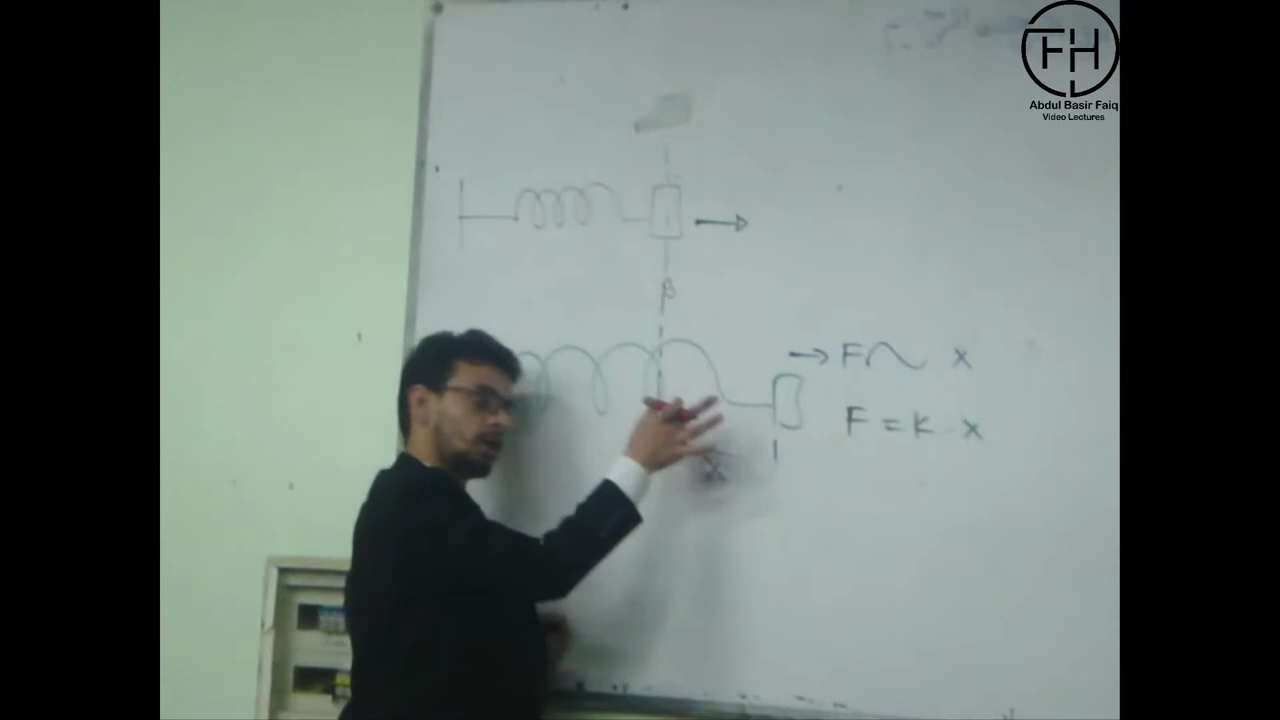 FH
Abdul Basir Faiq
Video Lectures
β
→ F ~ x
F = K x
x